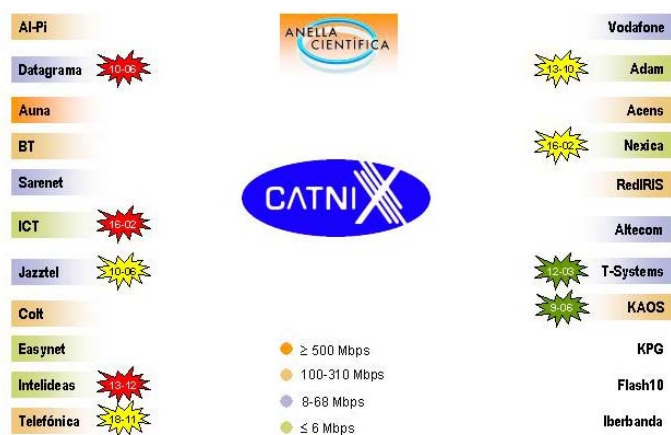 Al-Pi
Datagrama 10-06
Auna
BT
Sarenet
ICT 16-02
Jazztel 10-06
Colt
Easynet
Intelideas 13-12
Telefónica 18-11
ANELLA
CIENTÍFICA
CATNIX
≥ 500 Mbps
100-310 Mbps
8-68 Mbps
≤ 6 Mbps
Vodafone
13-10 Adam
Acens
16-02 Nexica
RedIRIS
Altecom
12-03 T-Systems
9-06 KAOS
KPG
Flash10
Iberbanda